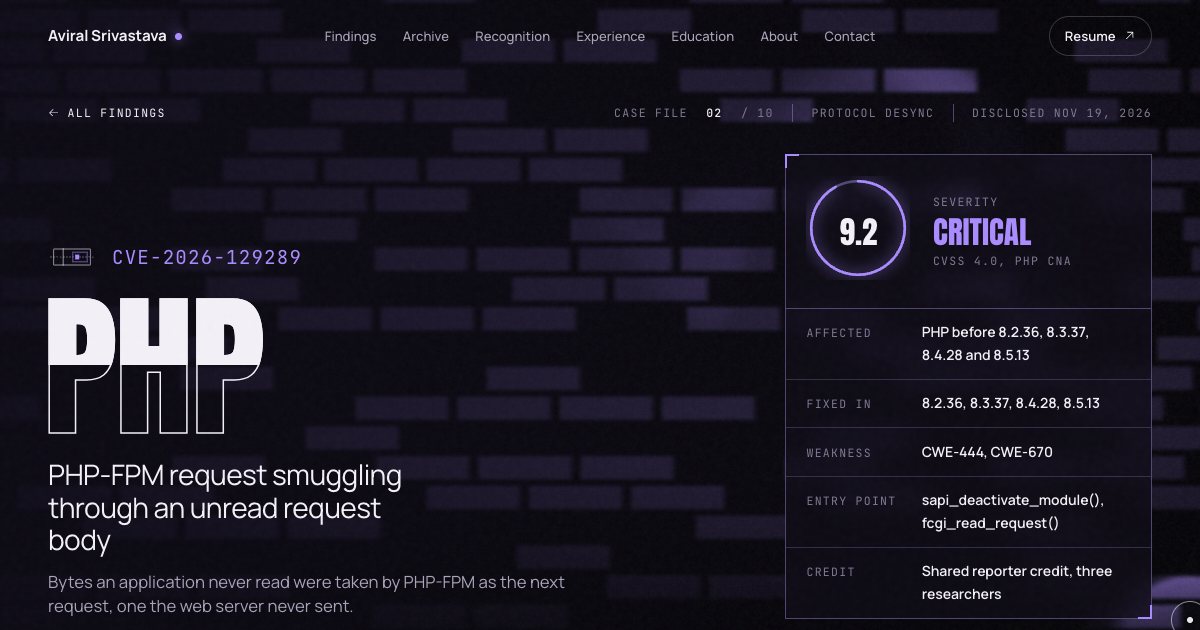 Aviral Srivastava
Findings Archive Recognition Experience Education About Contact
Resume ↗
← ALL FINDINGS
CASE FILE 02 / 10 PROTOCOL DESYNC DISCLOSED NOV 19, 2026
CVE-2026-129289
PHP
PHP-FPM request smuggling
through an unread request
body
Bytes an application never read were taken by PHP-FPM as the next
request, one the web server never sent.
9.2
SEVERITY
CRITICAL
CVSS 4.0, PHP CNA
AFFECTED PHP before 8.2.36, 8.3.37,
8.4.28 and 8.5.13
FIXED IN 8.2.36, 8.3.37, 8.4.28, 8.5.13
WEAKNESS CWE-444, CWE-670
ENTRY POINT sapi_deactivate_module(),
fcgi_read_request()
CREDIT Shared reporter credit, three
researchers